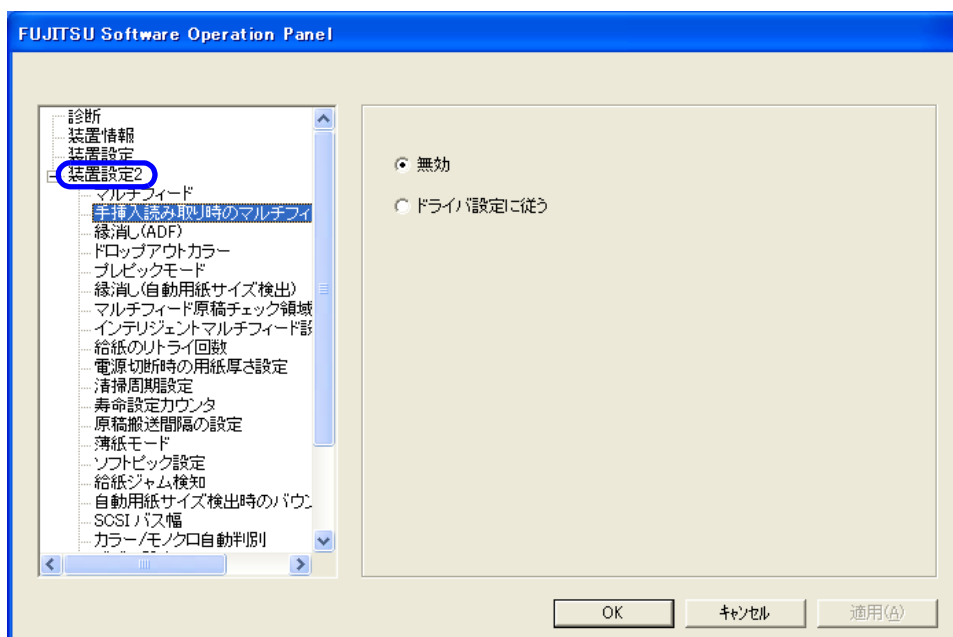 FUJITSU Software Operation Panel
診断
装置情報
装置設定
装置設定2
マルチフィード
手挿入読み取り時のマルチフィ
縁消し(ADF)
ドロップアウトカラー
プレピックモード
縁消し(自動用紙サイズ検出)
マルチフィード原稿チェック領域
インテリジェントマルチフィード設
給紙のリトライ回数
電源切断時の用紙厚さ設定
清掃周期設定
寿命設定カウンタ
原稿搬送間隔の設定
薄紙モード
ソフトピック設定
給紙ジャム検知
自動用紙サイズ検出時のバウン
SCSI バス幅
カラー/モノクロ自動判別
無効
ドライバ設定に従う
OK
キャンセル
適用(A)